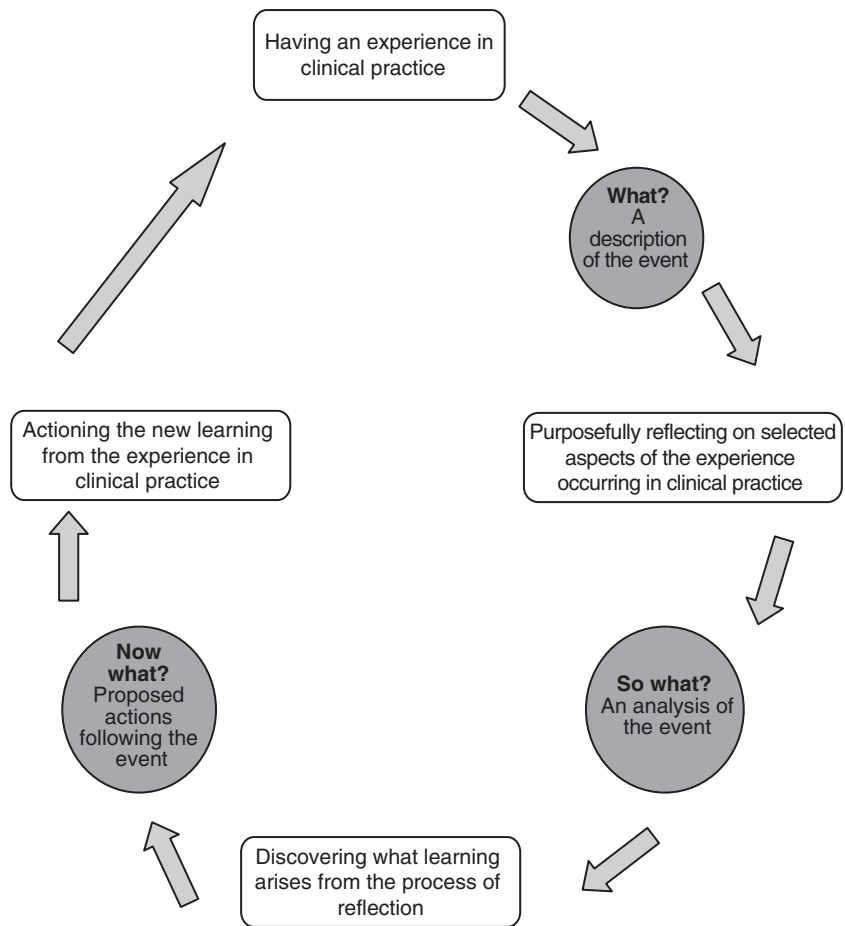 Having an experience in
clinical practice
What?
A
description
of the event
Purposefully reflecting on selected
aspects of the experience
occurring in clinical practice
So what?
An analysis of
the event
Discovering what learning
arises from the process of
reflection
Now
what?
Proposed
actions
following the
event
Actioning the new learning
from the experience in
clinical practice